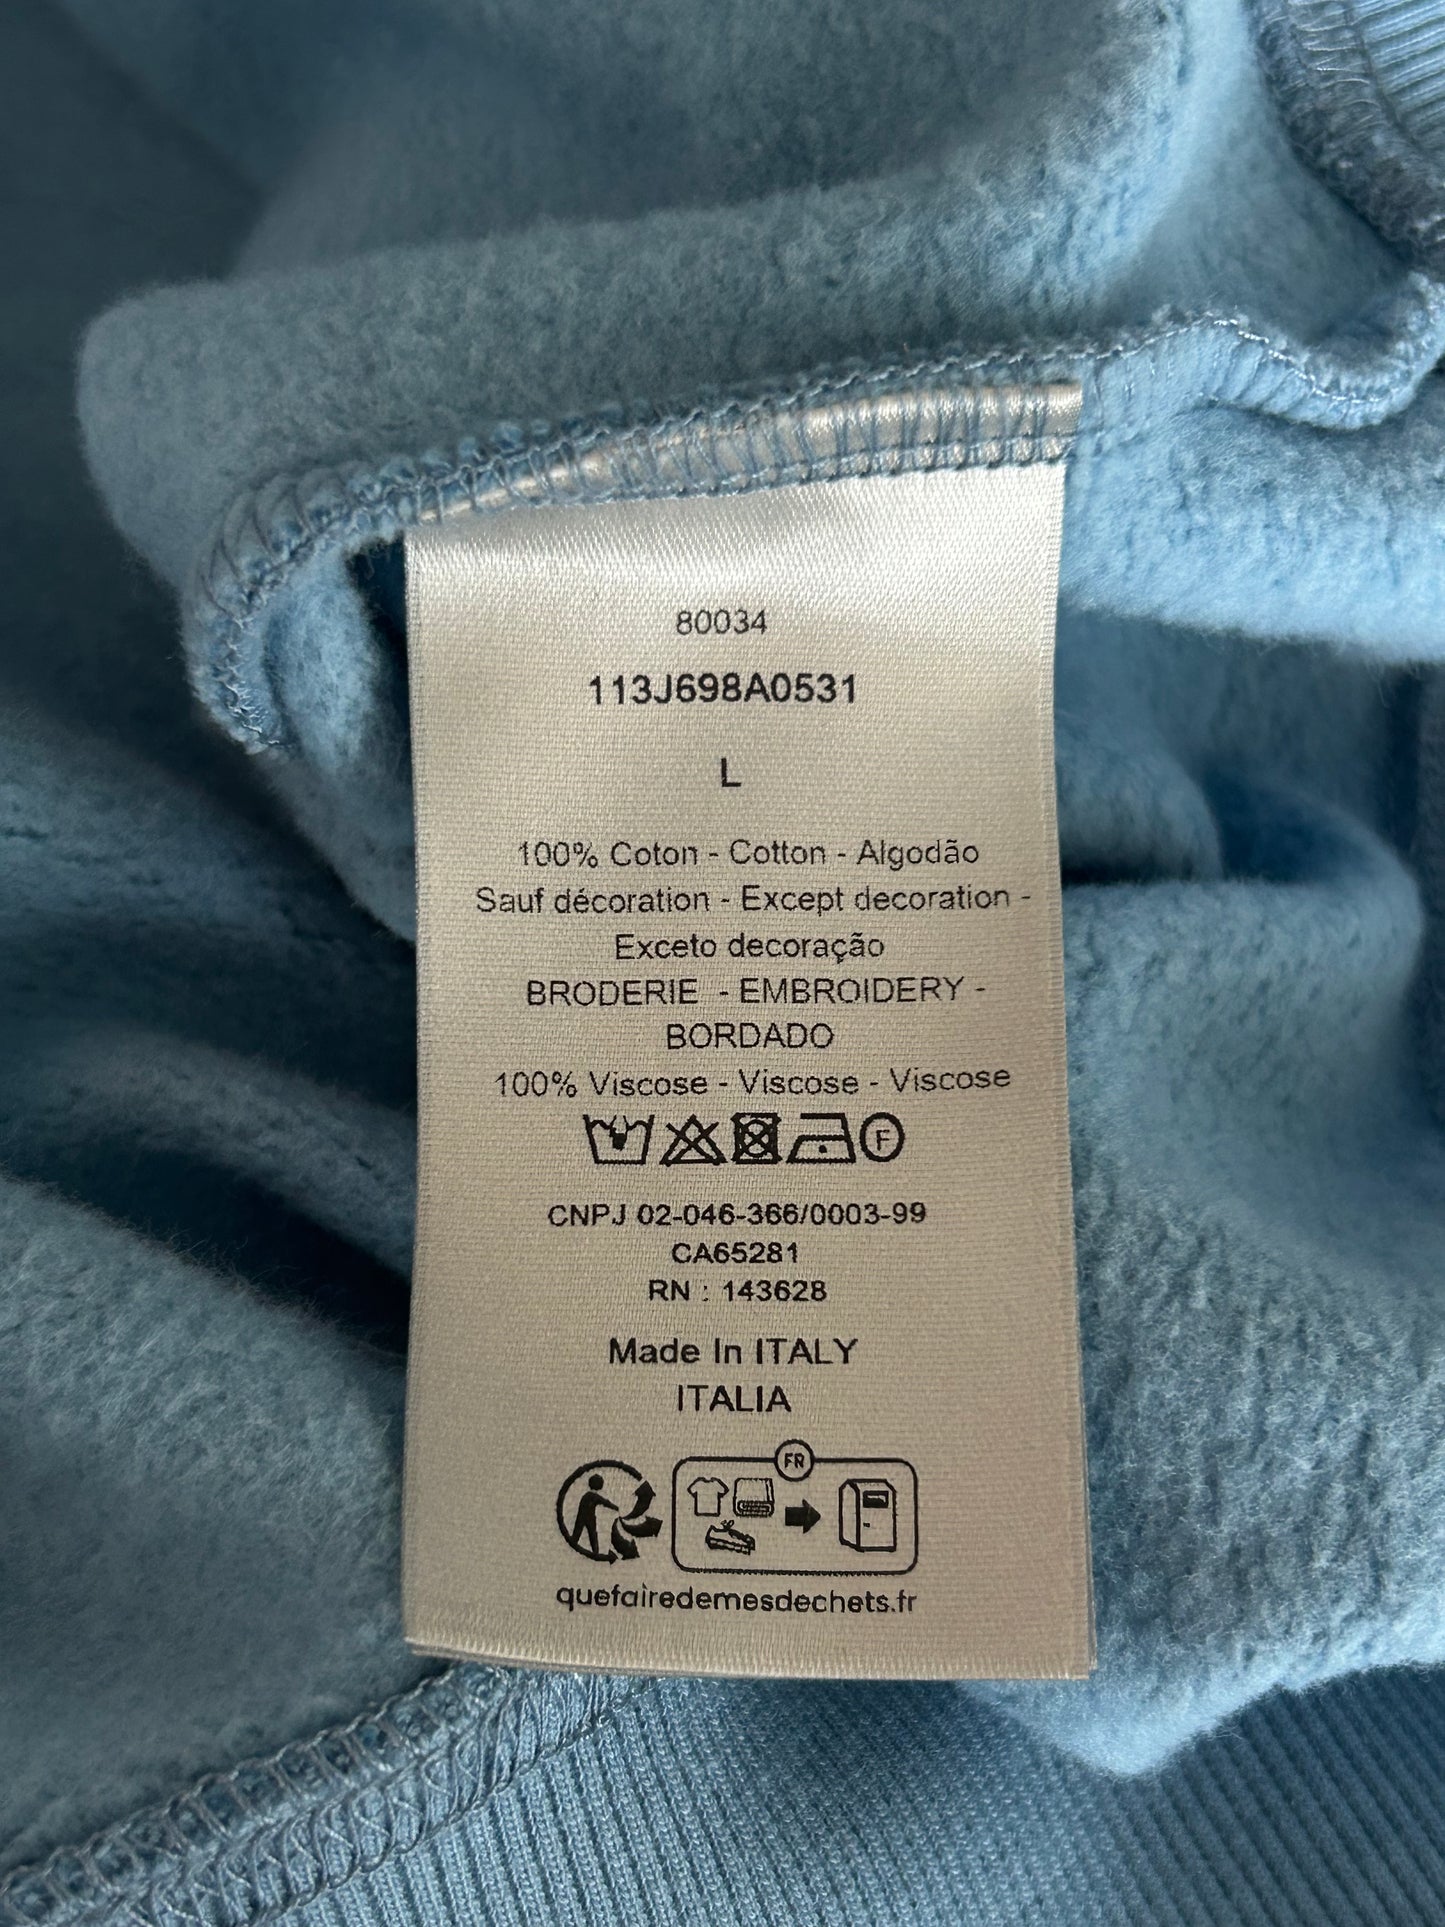 80034
113J698A0531
L
100% Coton - Cotton - Algodão
Sauf décoration - Except decoration -
Exceto decoração
BRODERIE - EMBROIDERY -
BORDADO
100% Viscose - Viscose - Viscose
F
CNPJ 02-046-366/0003-99
CA65281
RN : 143628
Made In ITALY
ITALIA
FR
quefairedemesdechets.fr